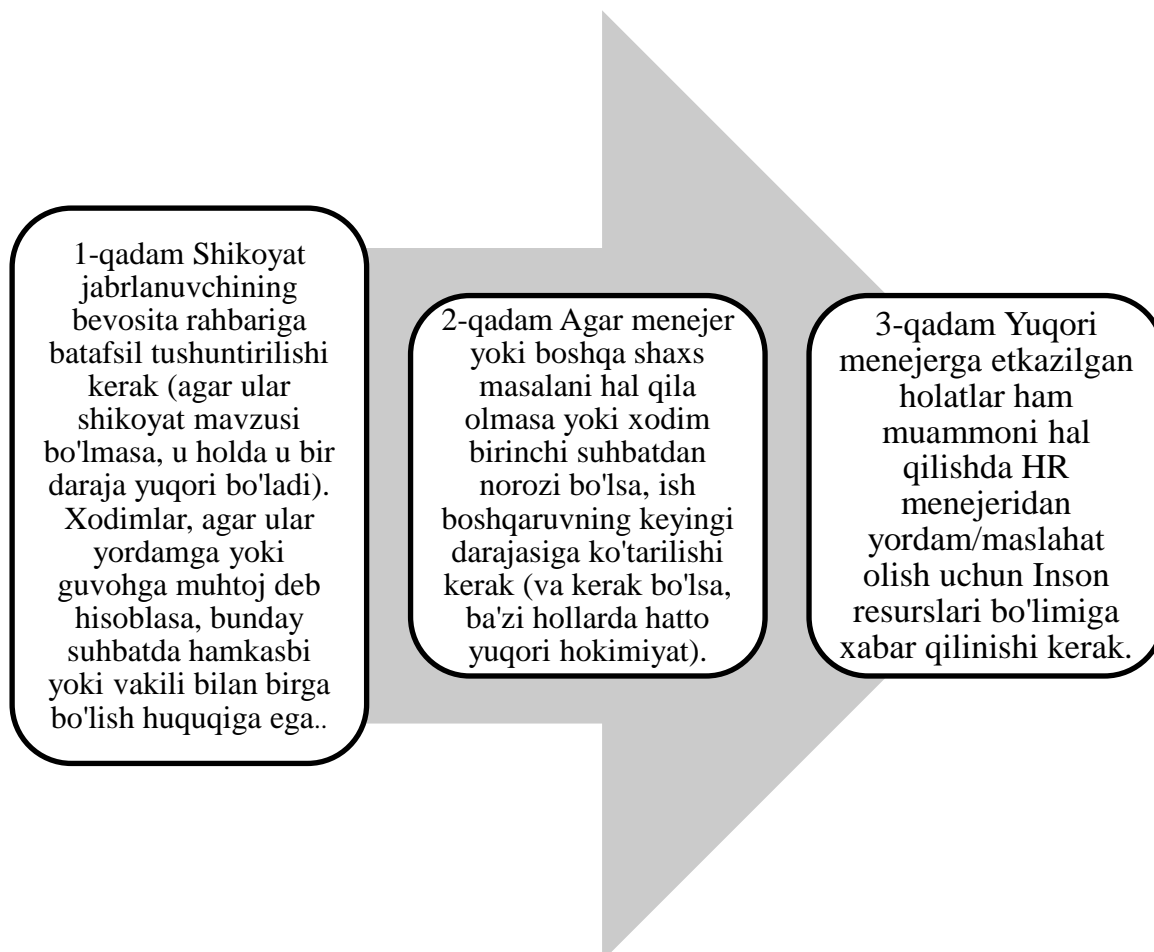 1-qadam Shikoyat
jabrlanuvchining
bevosita rahbariga
batafsil tushuntirilishi
kerak (agar ular
shikoyat mavzusi
bo'lmasa, u holda u bir
daraja yuqori bo'ladi).
Xodimlar, agar ular
yordamga yoki
guvohga muhtoj deb
hisoblasa, bunday
suhbatda hamkasbi
yoki vakili bilan birga
bo'lish huquqiga ega..
2-qadam Agar menejer
yoki boshqa shaxs
masalani hal qila
olmasa yoki xodim
birinchi suhbatdan
norozi bo'lsa, ish
boshqaruvning keyingi
darajasiga ko'tarilishi
kerak (va kerak bo'lsa,
ba'zi hollarda hatto
yuqori hokimiyat).
3-qadam Yuqori
menejerga etkazilgan
holatlar ham
muammoni hal
qilishda HR
menejeridan
yordam/maslahat
olish uchun Inson
resurslari bo'limiga
xabar qilinishi kerak.